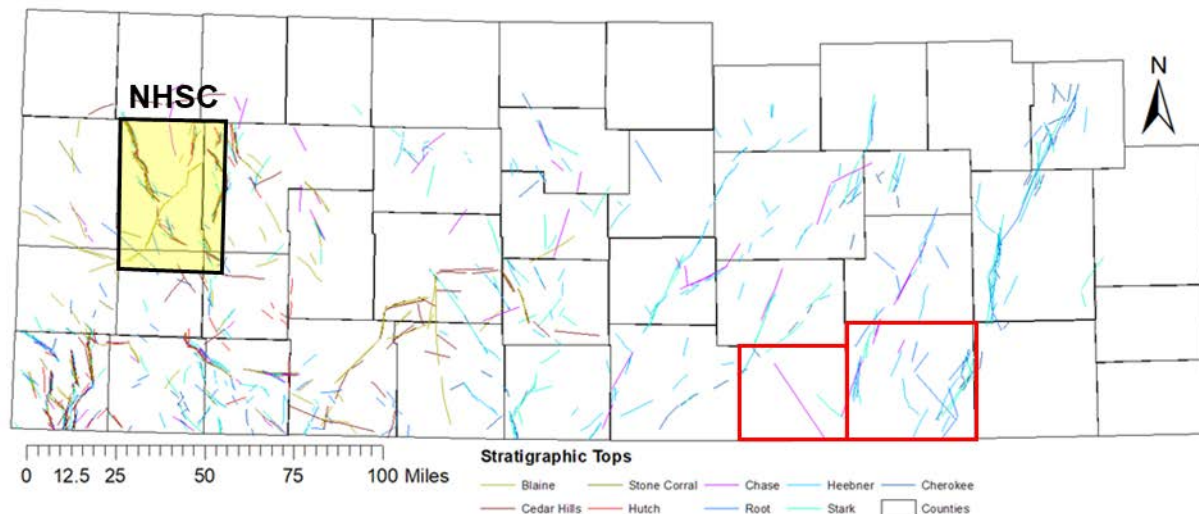 NHSC
N
0 12.5 25 50 75 100 Miles
Stratigraphic Tops
Blaine Stone Corral Chase Heebner Cherokee
Cedar Hills Hutch Root Stark Counties